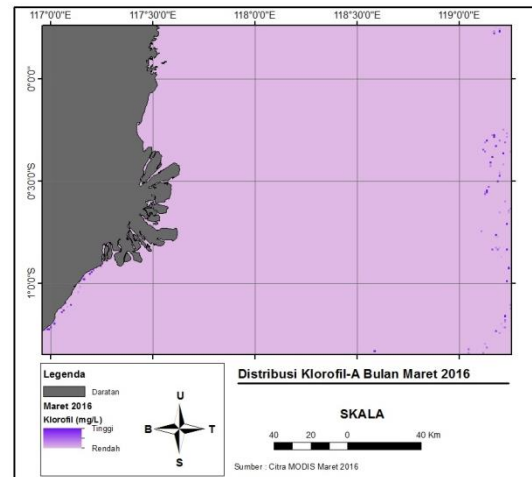 117°0'0"E 117°30'0"E 118°0'0"E 118°30'0"E 119°0'0"E
0°0'0"
0°30'0"S
1°0'0"S
Legenda
Daratan
Maret 2016
Klorofil (mg/L)
Tinggi
Rendah
U
B T
S
Distribusi Klorofil-A Bulan Maret 2016
SKALA
40 20 0 40 Km
Sumber : Citra MODIS Maret 2016